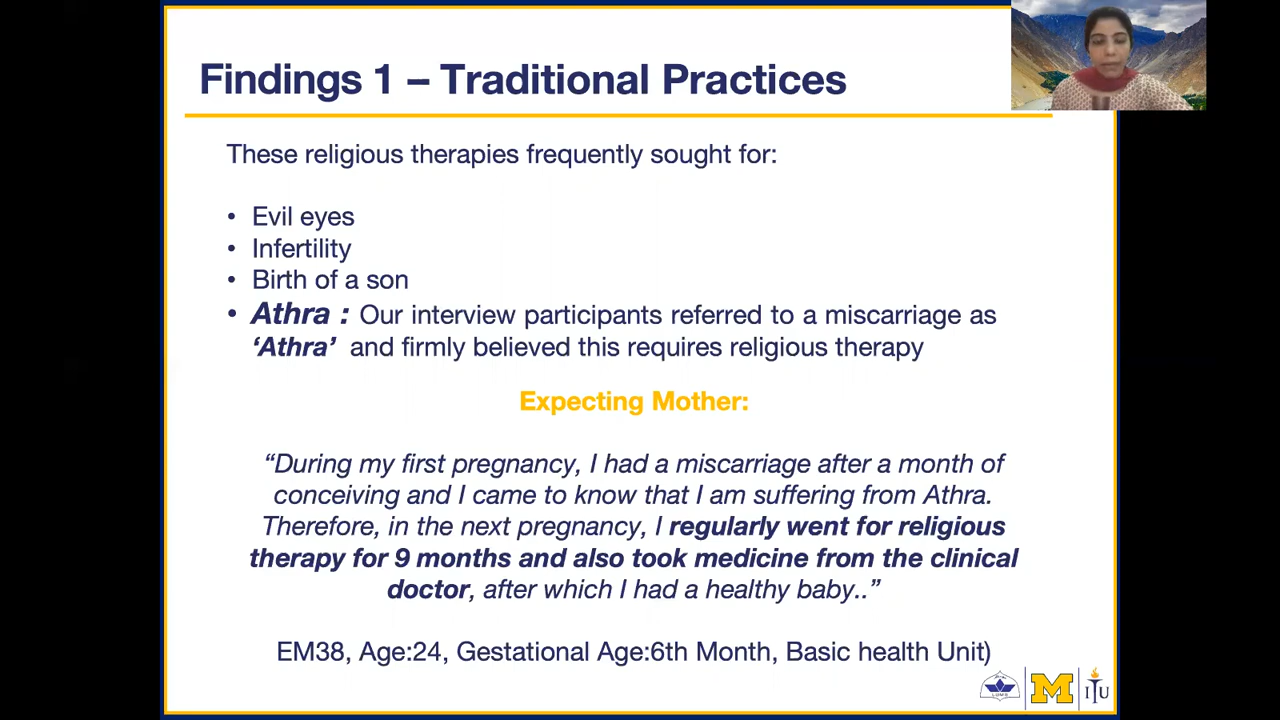 Findings 1 – Traditional Practices
These religious therapies frequently sought for:
• Evil eyes
• Infertility
• Birth of a son
• Athra : Our interview participants referred to a miscarriage as
‘Athra’ and firmly believed this requires religious therapy
Expecting Mother:
“During my first pregnancy, I had a miscarriage after a month of
conceiving and I came to know that I am suffering from Athra.
Therefore, in the next pregnancy, I regularly went for religious
therapy for 9 months and also took medicine from the clinical
doctor, after which I had a healthy baby..”
EM38, Age:24, Gestational Age:6th Month, Basic health Unit)
LUMS
M
ITU